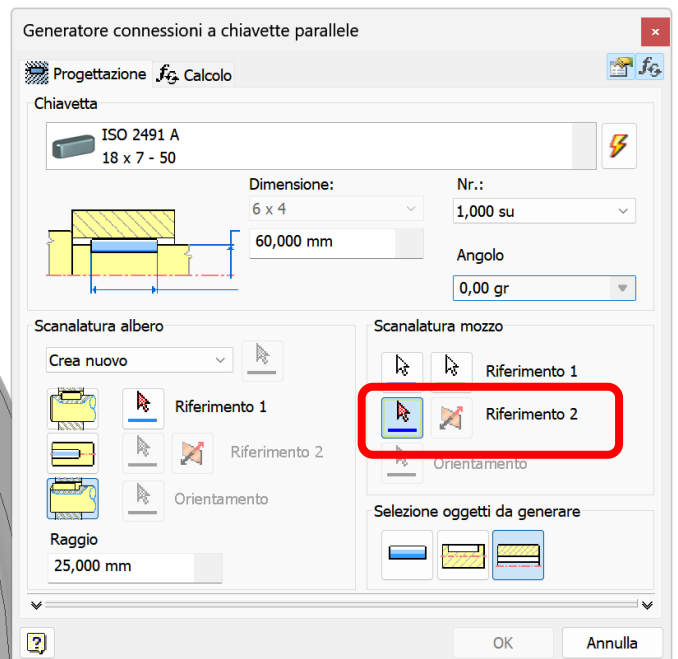 Generatore connessioni a chiavette parallele
Progettazione
Calcolo
Chiavetta
ISO 2491 A
18 x 7 - 50
Dimensione:
Nr.:
6 x 4
1,000 su
60,000 mm
Angolo
0,00 gr
Scanalatura albero
Crea nuovo
Riferimento 1
Riferimento 2
Orientamento
Raggio
25,000 mm
Scanalatura mozzo
Riferimento 1
Riferimento 2
Orientamento
Selezione oggetti da generare
OK
Annulla